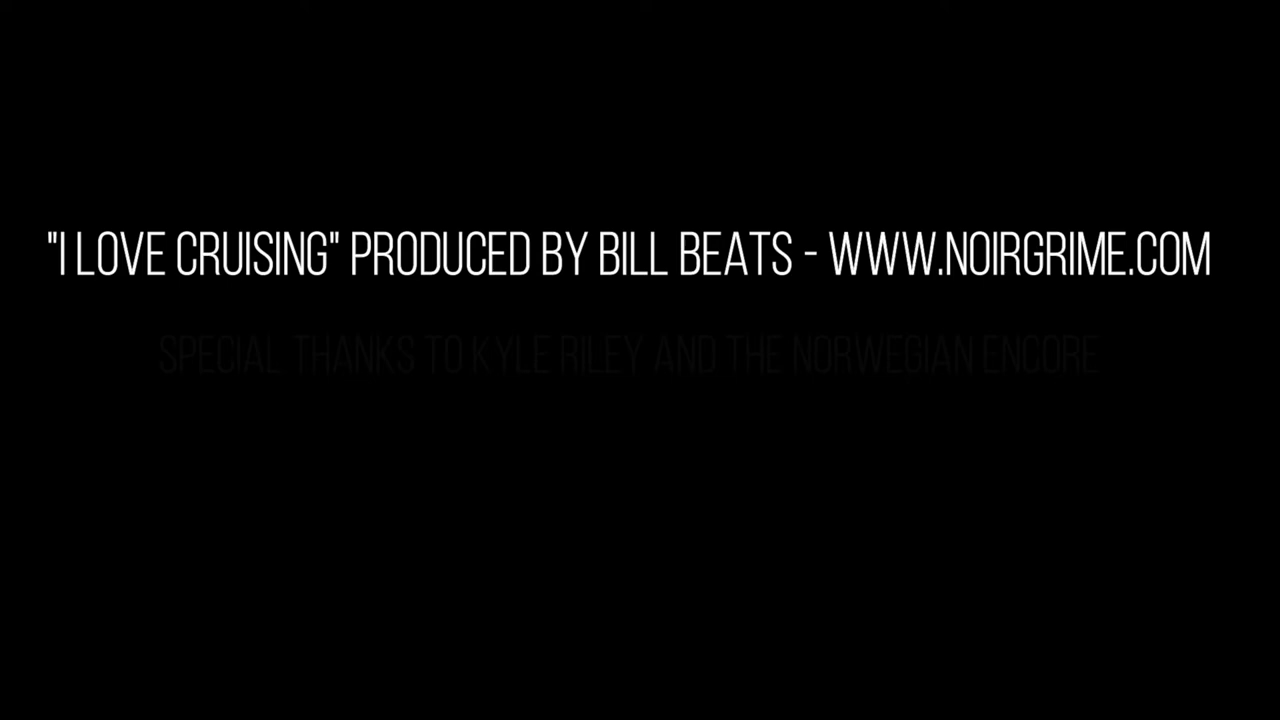 "I LOVE CRUISING" PRODUCED BY BILL BEATS - WWW.NOIRGRIME.COM
SPECIAL THANKS TO KYLE RILEY AND THE NORWEGIAN ENCORE